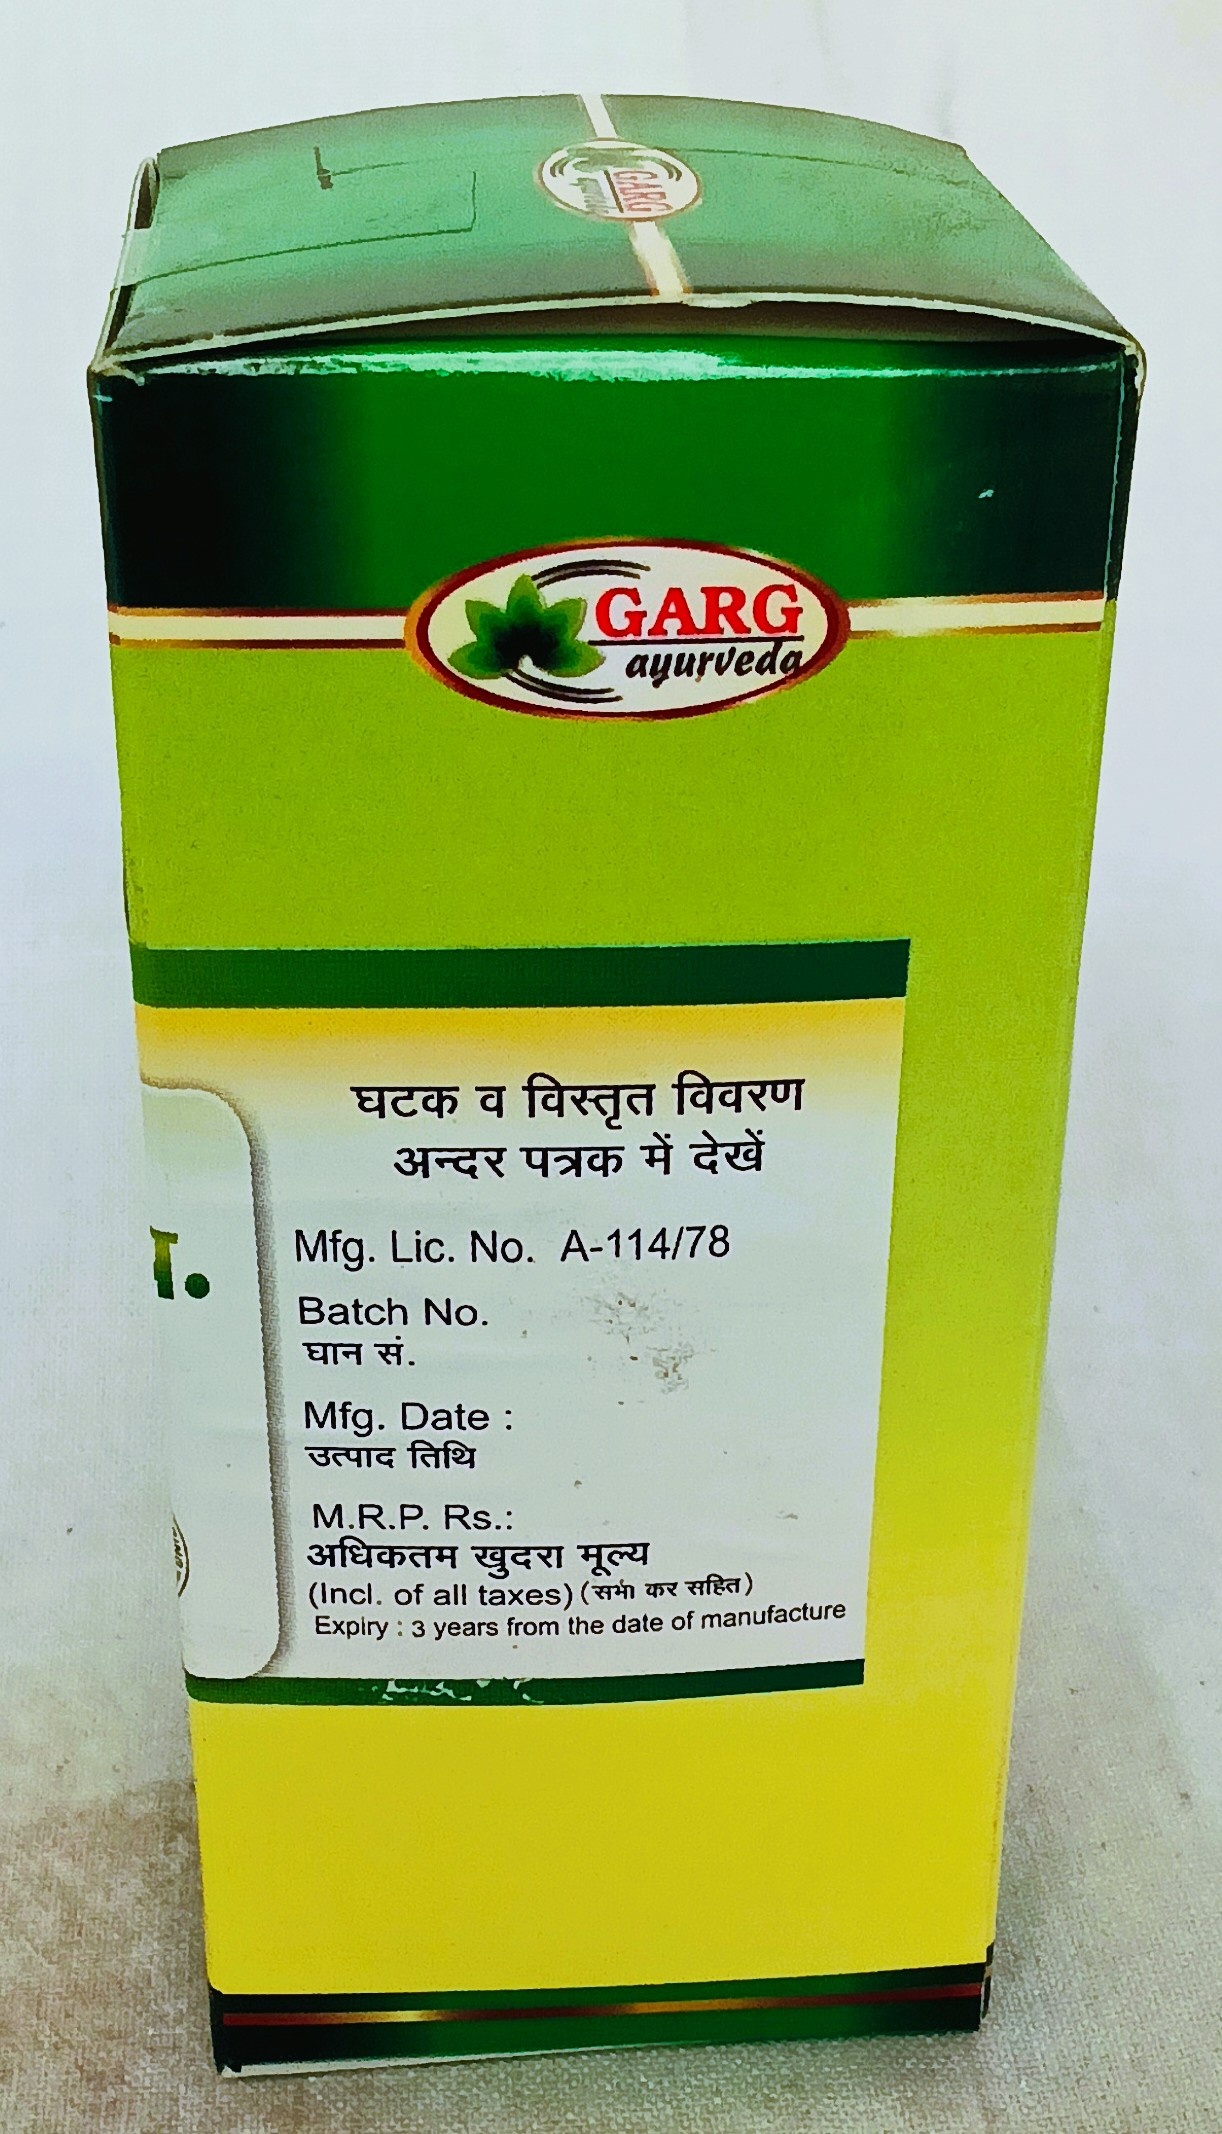 GARG
GARG
ayurveda
घटक व विस्तृत विवरण
अन्दर पत्रक में देखें
Mfg. Lic. No. A-114/78
Batch No.
घान सं.
Mfg. Date :
उत्पाद तिथि
M.R.P. Rs.:
अधिकतम खुदरा मूल्य
(Incl. of all taxes) (सभी कर सहित)
Expiry : 3 years from the date of manufacture